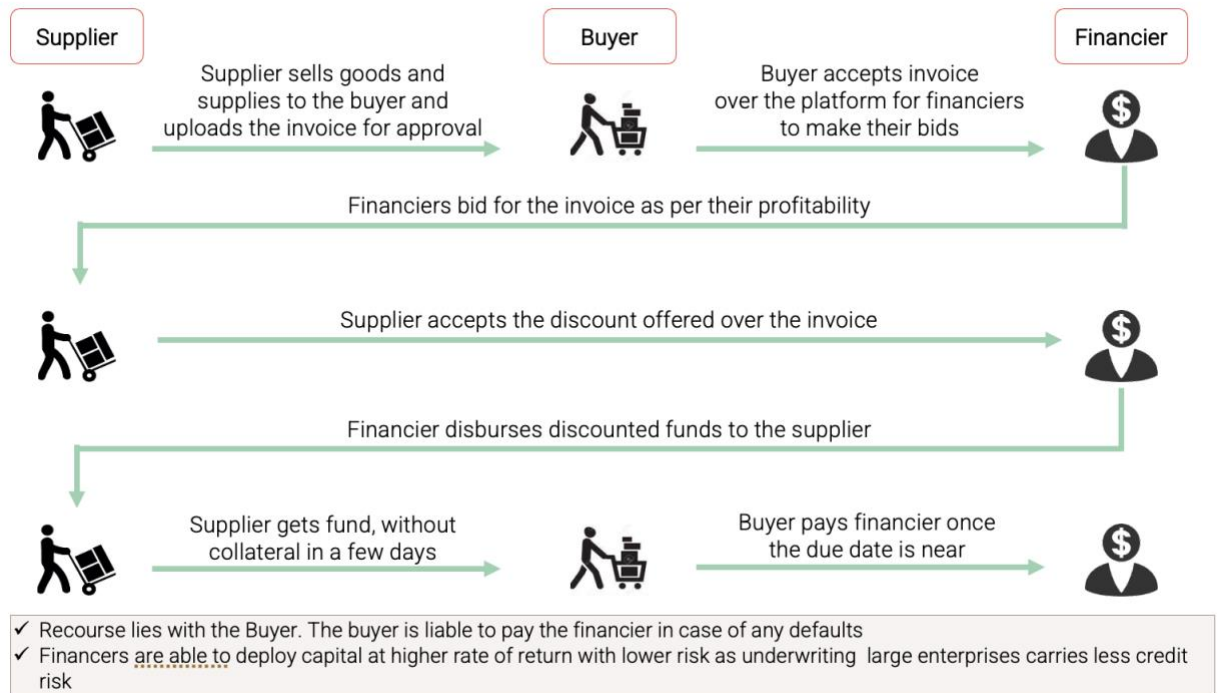 Supplier
Buyer
Financier
Supplier sells goods and
supplies to the buyer and
uploads the invoice for approval
Buyer accepts invoice
over the platform for financiers
to make their bids
Financiers bid for the invoice as per their profitability
Supplier accepts the discount offered over the invoice
Financier disburses discounted funds to the supplier
Supplier gets fund, without
collateral in a few days
Buyer pays financier once
the due date is near
✓ Recourse lies with the Buyer. The buyer is liable to pay the financier in case of any defaults
✓ Financers are able to deploy capital at higher rate of return with lower risk as underwriting large enterprises carries less credit
risk